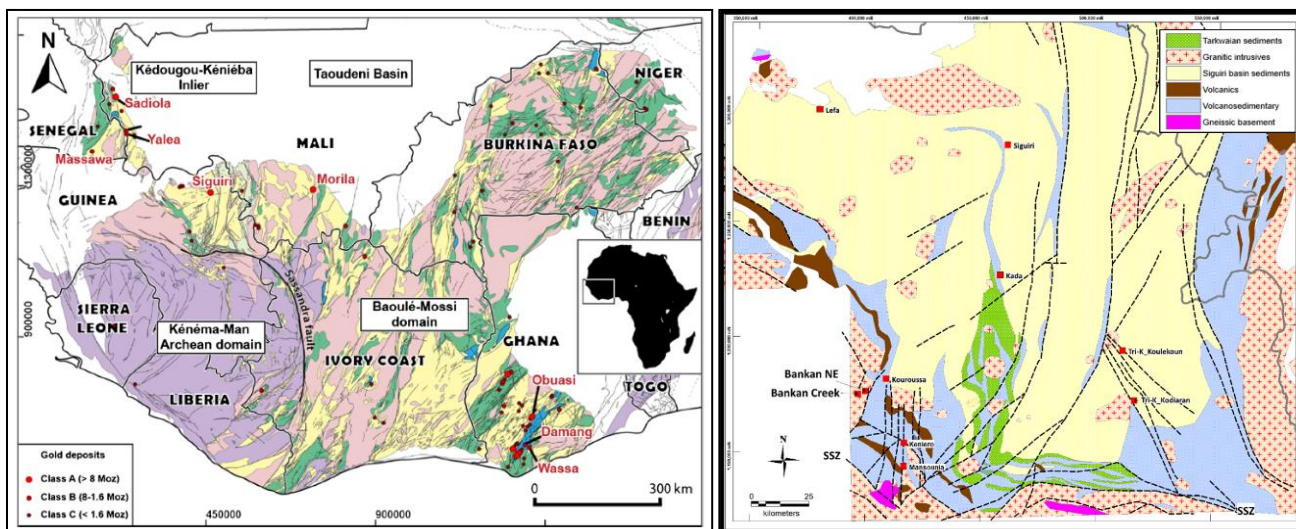 N
Kédougou-Kéniéba
Inlier
Taoudeni Basin
NIGER
Sadiola
SENEGAL
Yalea
MALI
BURKINA FASO
Massawa
Siguiri
Morila
GUINEA
BENIN
Sassandra fault
SIERRA
LEONE
Kénéma-Man
Archean domain
Baoulé-Mossi
domain
GHANA
IVORY COAST
TOGO
Obuasi
LIBERIA
Damang
Wassa
Gold deposits
Class A (> 8 Moz)
Class B (8-1.6 Moz)
Class C (< 1.6 Moz)
0 300 km
450000 900000
1300000
900000
Tarkwaian sediments
Granitic intrusives
Siguiri basin sediments
Volcanics
Volcanosedimentary
Gneissic basement
Lefa
Siguiri
Kada
Tri-K_Koulekoun
Bankan NE
Kouroussa
Bankan Creek
Tri-K_Kodiaran
Keniero
SSZ
Mansounia
N
0 25
kilometers
SSZ